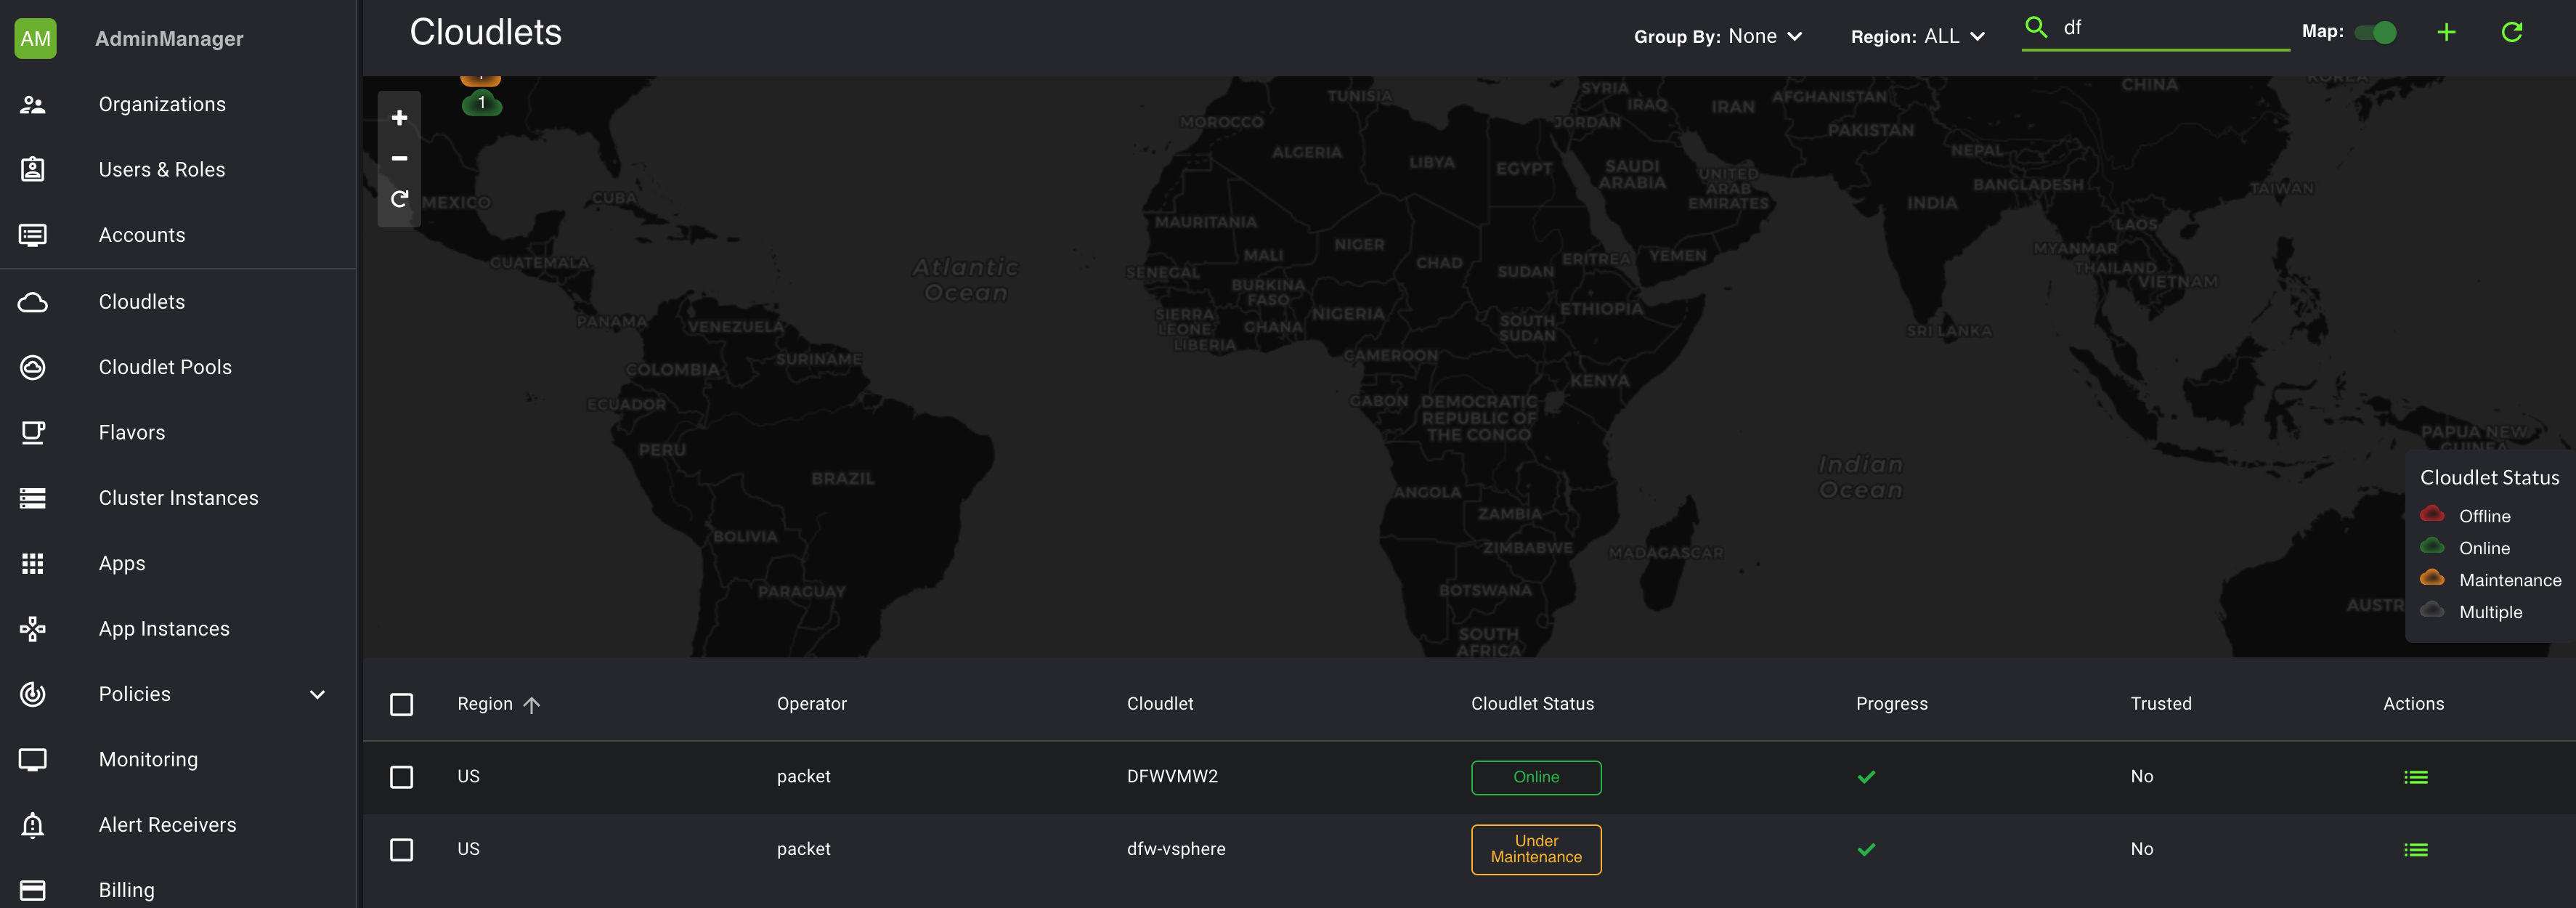 AM AdminManager
Organizations
Users & Roles
Accounts
Cloudlets
Cloudlet Pools
Flavors
Cluster Instances
Apps
App Instances
Policies
Monitoring
Alert Receivers
Billing
Cloudlets
Group By: None
Region: ALL
df
Map:
1
TUNISIA
MOROCCO
ALGERIA
LIBYA
EGYPT
SYRIA
IRAQ
JORDAN
IRAN
AFGHANISTAN
PAKISTAN
CHINA
KOREA
NEPAL
SAUDI
ARABIA
UNITED
ARAB
EMIRATES
BANGLADESH
TAIWAN
INDIA
MEXICO
CUBA
MAURITANIA
MALI
NIGER
CHAD
SUDAN
ERITREA
YEMEN
LAOS
MYANMAR
THAILAND
VIETNAM
GUATEMALA
Atlantic
Ocean
SENEGAL
BURKINA
FASO
NIGERIA
ETHIOPIA
SIERRA
LEONE
GHANA
LIBERIA
SOUTH
SUDAN
SRI LANKA
PANAMA
VENEZUELA
SURINAME
COLOMBIA
CAMEROON
KENYA
ECUADOR
GABON
DEMOCRATIC
REPUBLIC OF
THE CONGO
PERU
BRAZIL
PAPUA NEW
GUINEA
Indian
Ocean
ANGOLA
ZAMBIA
BOLIVIA
ZIMBABWE
MADAGASCAR
PARAGUAY
BOTSWANA
SOUTH
AFRICA
AUSTR
Cloudlet Status
Offline
Online
Maintenance
Multiple
Region Operator Cloudlet Cloudlet Status Progress Trusted Actions
US packet DFWVMW2 Online No
US packet dfw-vsphere Under Maintenance No